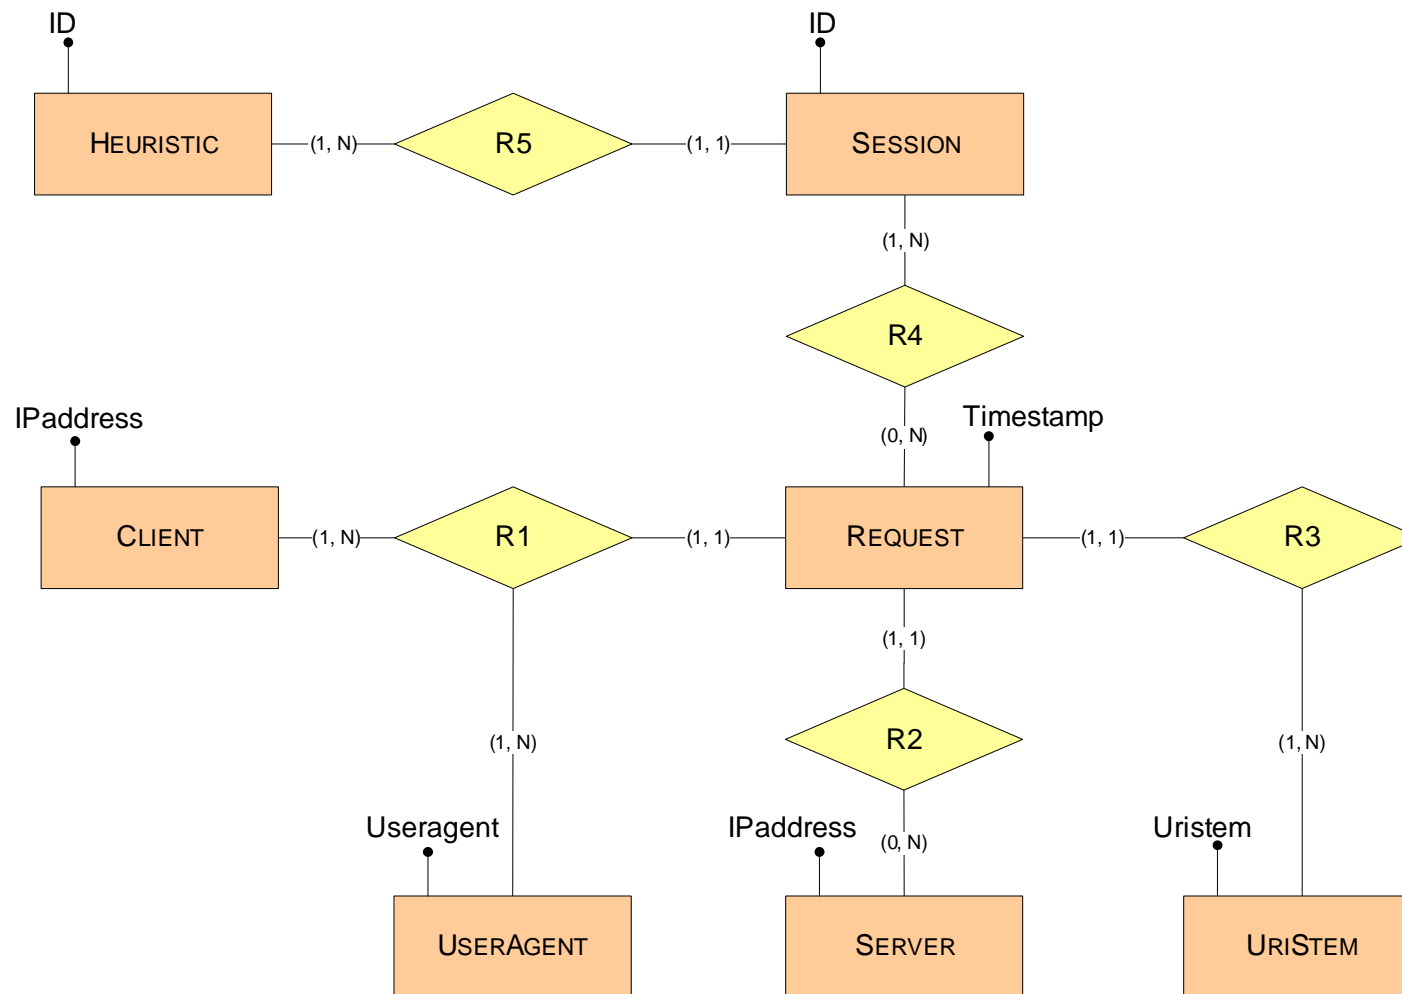 ID
ID
HEURISTIC
(1, N)
R5
(1, 1)
SESSION
(1, N)
R4
IPaddress
(0, N)
Timestamp
CLIENT
(1, N)
R1
(1, 1)
REQUEST
(1, 1)
R3
(1, 1)
(1, N)
R2
(1, N)
Useragent
IPaddress
(0, N)
Uristem
USERAGENT
SERVER
URISTEM